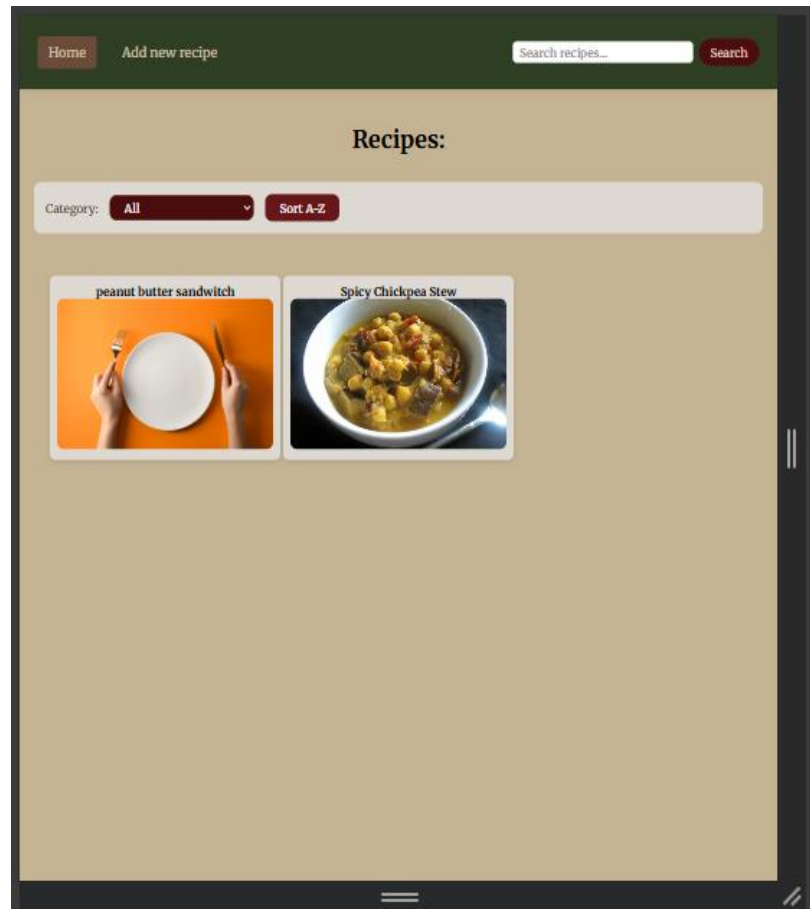 Home Add new recipe Search recipes... Search
Recipes:
Category: All Sort A-Z
peanut butter sandwitch Spicy Chickpea Stew